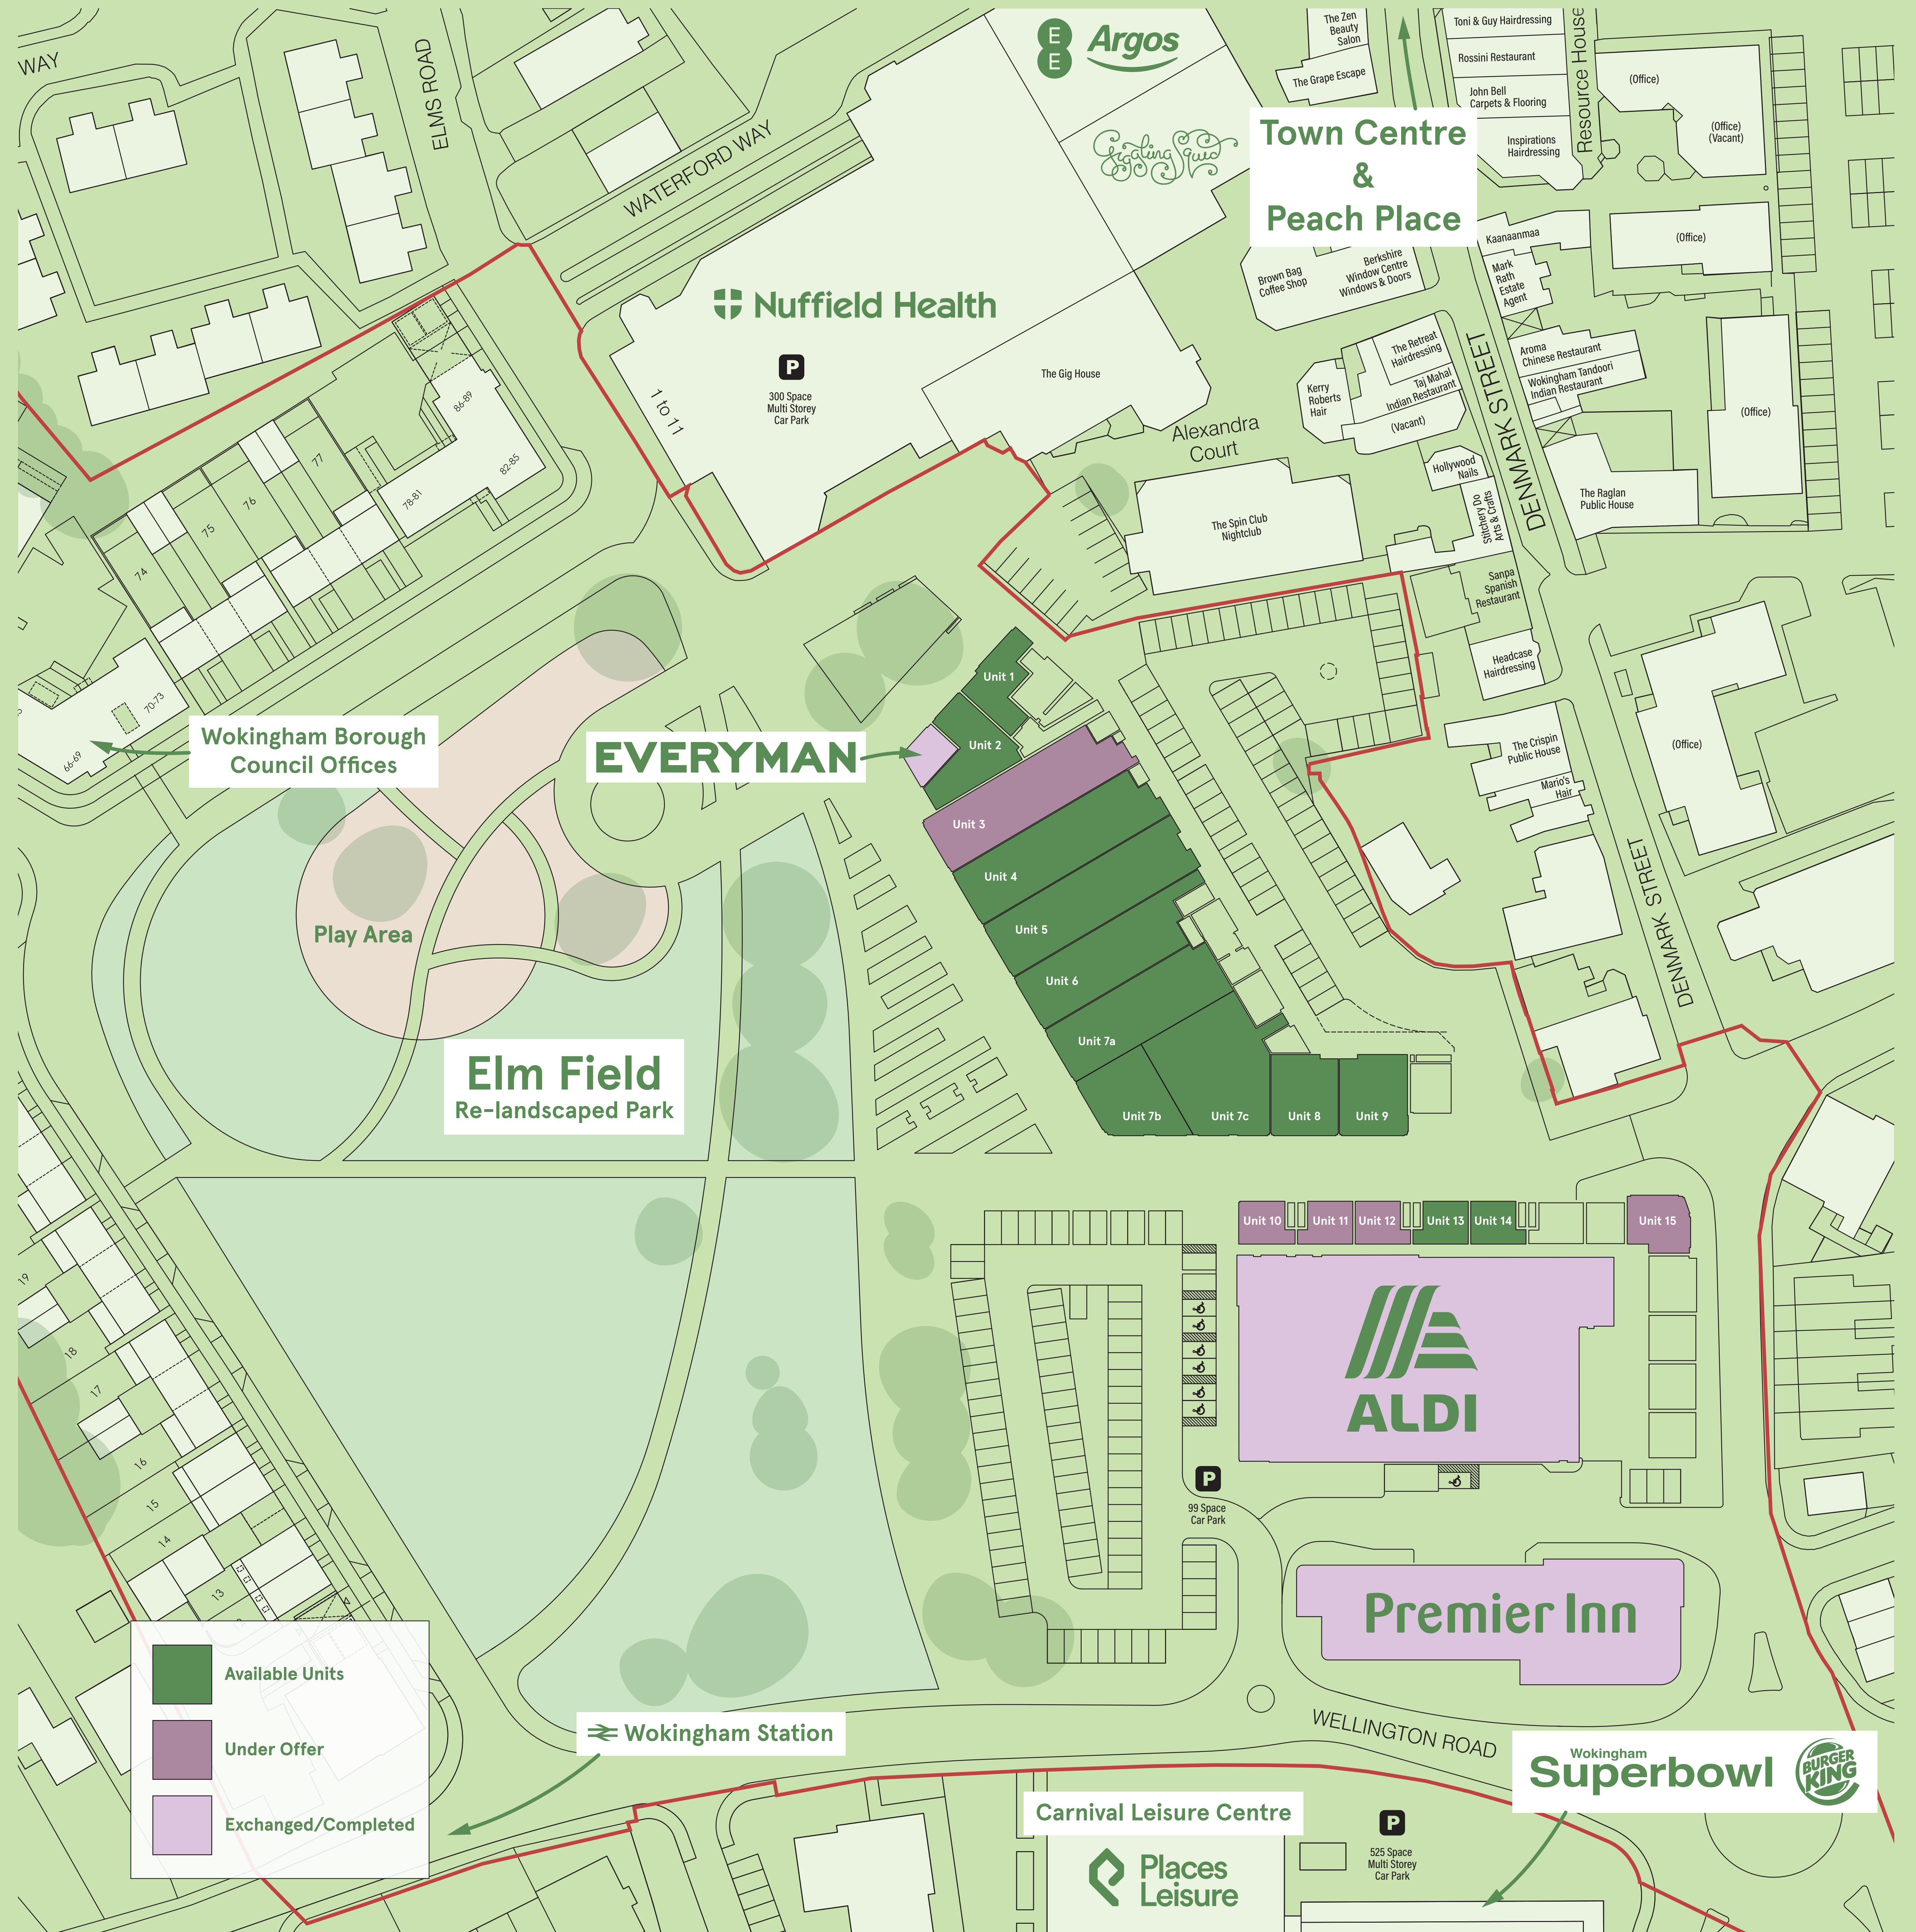 WAY
ELMS ROAD
WATERFORD WAY
EE
Argos
Giggling Squid
The Zen
Beauty
Salon
The Grape Escape
Town Centre
&
Peach Place
Toni & Guy Hairdressing
Rossini Restaurant
John Bell
Carpets & Flooring
Inspirations
Hairdressing
Resource House
(Office)
(Office)
(Vacant)
(Office)
(Office)
Kaanaanmaa
Mark
Rath
Estate
Agent
Brown Bag
Coffee Shop
Berkshire
Window Centre
Windows & Doors
Nuffield Health
P
300 Space
Multi Storey
Car Park
1 to 11
The Gig House
Alexandra
Court
Kerry
Roberts
Hair
The Retreat
Hairdressing
Taj Mahal
Indian Restaurant
(Vacant)
DENMARK STREET
Aroma
Chinese Restaurant
Wokingham Tandoori
Indian Restaurant
Hollywood
Nails
Stitchery Do
Arts & Crafts
The Raglan
Public House
The Spin Club
Nightclub
Sanpa
Spanish
Restaurant
Headcase
Hairdressing
The Crispin
Public House
Mario's
Hair
(Office)
DENMARK STREET
86-89
82-85
78-81
77
76
75
74
70-73
66-69
Wokingham Borough
Council Offices
EVERYMAN
Unit 1
Unit 2
Unit 3
Unit 4
Unit 5
Unit 6
Unit 7a
Unit 7b
Unit 7c
Unit 8
Unit 9
Play Area
Elm Field
Re-landscaped Park
Unit 10
Unit 11
Unit 12
Unit 13
Unit 14
Unit 15
ALDI
P
99 Space
Car Park
Premier Inn
WELLINGTON ROAD
19
18
17
16
15
14
13
Available Units
Under Offer
Exchanged/Completed
Wokingham Station
Carnival Leisure Centre
Places
Leisure
P
525 Space
Multi Storey
Car Park
Wokingham
Superbowl
BURGER
KING